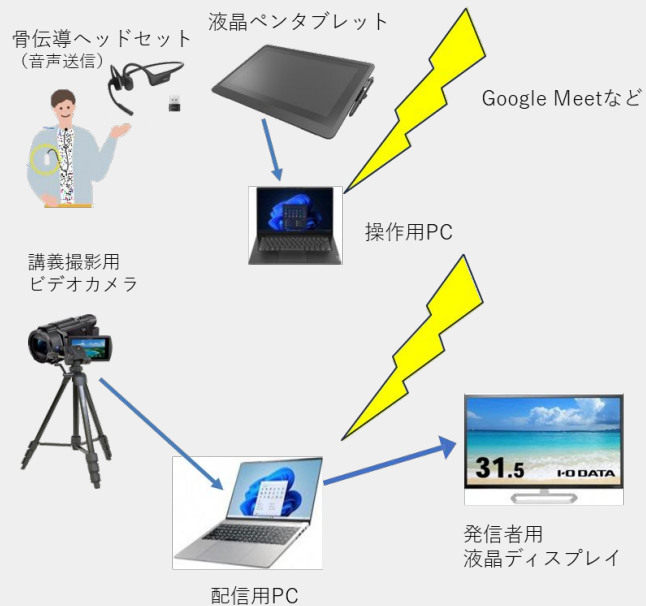 骨伝導ヘッドセット
（音声送信）
液晶ペンタブレット
Google Meetなど
操作用PC
講義撮影用
ビデオカメラ
31.5
I-O DATA
発信者用
液晶ディスプレイ
配信用PC